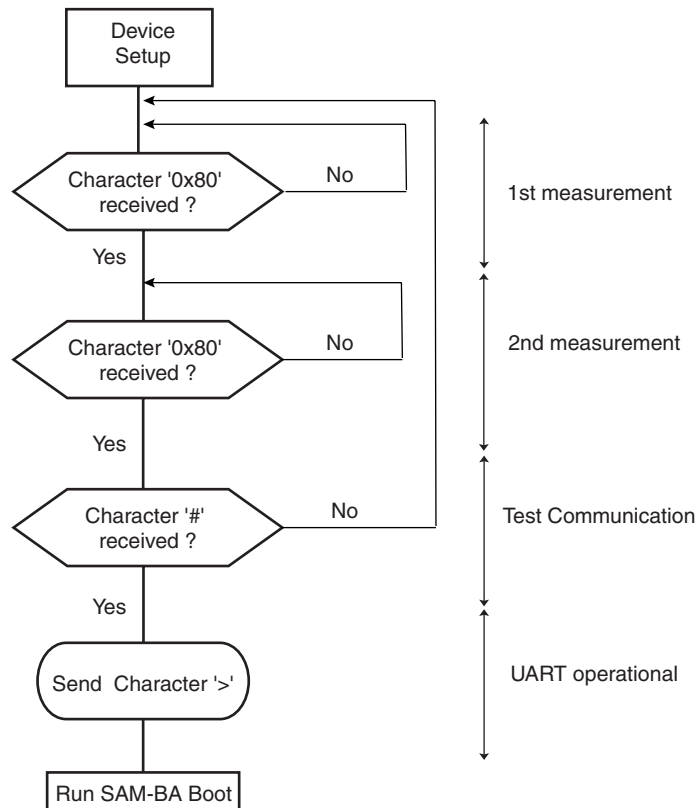 Device
Setup
Character '0x80'
received ?
No
1st measurement
Yes
Character '0x80'
received ?
No
2nd measurement
Yes
Character '#'
received ?
No
Test Communication
Yes
Send Character '>'
UART operational
Run SAM-BA Boot